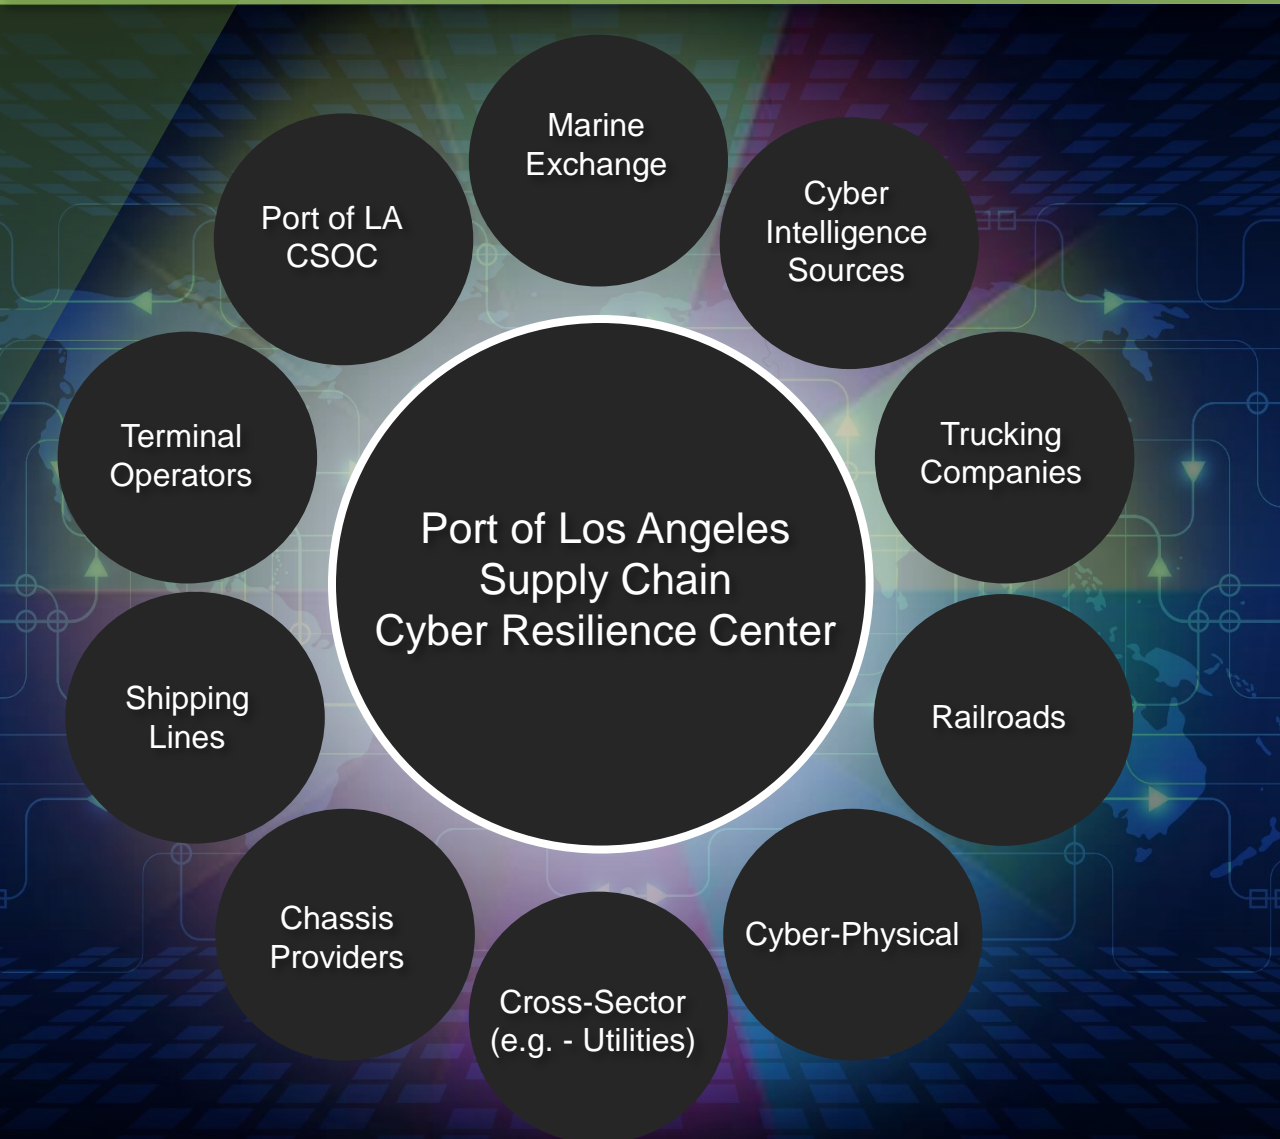 Marine
Exchange
Cyber
Intelligence
Sources
Port of LA
CSOC
Terminal
Operators
Trucking
Companies
Port of Los Angeles
Supply Chain
Cyber Resilience Center
Shipping
Lines
Railroads
Chassis
Providers
Cyber-Physical
Cross-Sector
(e.g. - Utilities)